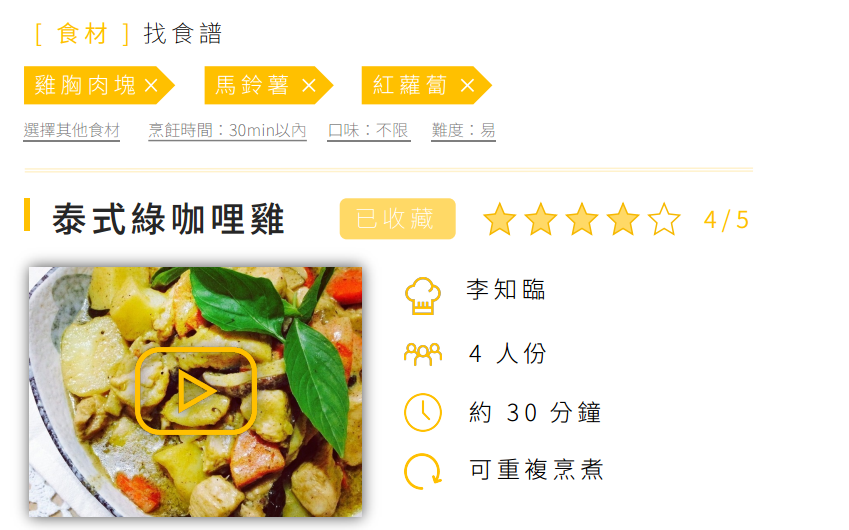 [ 食材 ] 找食譜
雞胸肉塊 × 馬鈴薯 × 紅蘿蔔 ×
選擇其他食材 烹飪時間：30min以內 口味：不限 難度：易
泰式綠咖哩雞 已收藏 4/5
李知臨
4 人份
約 30 分鐘
可重複烹煮